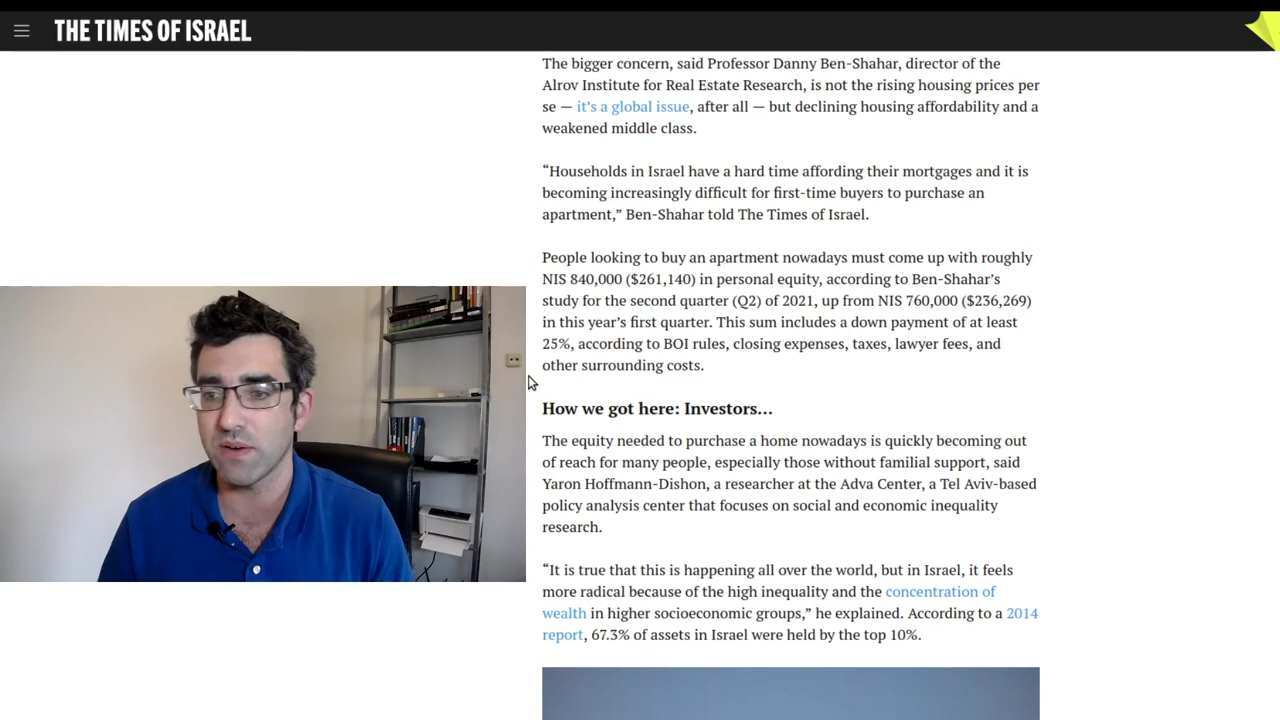 THE TIMES OF ISRAEL
The bigger concern, said Professor Danny Ben-Shahar, director of the
Alrov Institute for Real Estate Research, is not the rising housing prices per
se — it’s a global issue, after all — but declining housing affordability and a
weakened middle class.
“Households in Israel have a hard time affording their mortgages and it is
becoming increasingly difficult for first-time buyers to purchase an
apartment,” Ben-Shahar told The Times of Israel.
People looking to buy an apartment nowadays must come up with roughly
NIS 840,000 ($261,140) in personal equity, according to Ben-Shahar’s
study for the second quarter (Q2) of 2021, up from NIS 760,000 ($236,269)
in this year’s first quarter. This sum includes a down payment of at least
25%, according to BOI rules, closing expenses, taxes, lawyer fees, and
other surrounding costs.
How we got here: Investors…
The equity needed to purchase a home nowadays is quickly becoming out
of reach for many people, especially those without familial support, said
Yaron Hoffmann-Dishon, a researcher at the Adva Center, a Tel Aviv-based
policy analysis center that focuses on social and economic inequality
research.
“It is true that this is happening all over the world, but in Israel, it feels
more radical because of the high inequality and the concentration of
wealth in higher socioeconomic groups,” he explained. According to a 2014
report, 67.3% of assets in Israel were held by the top 10%.